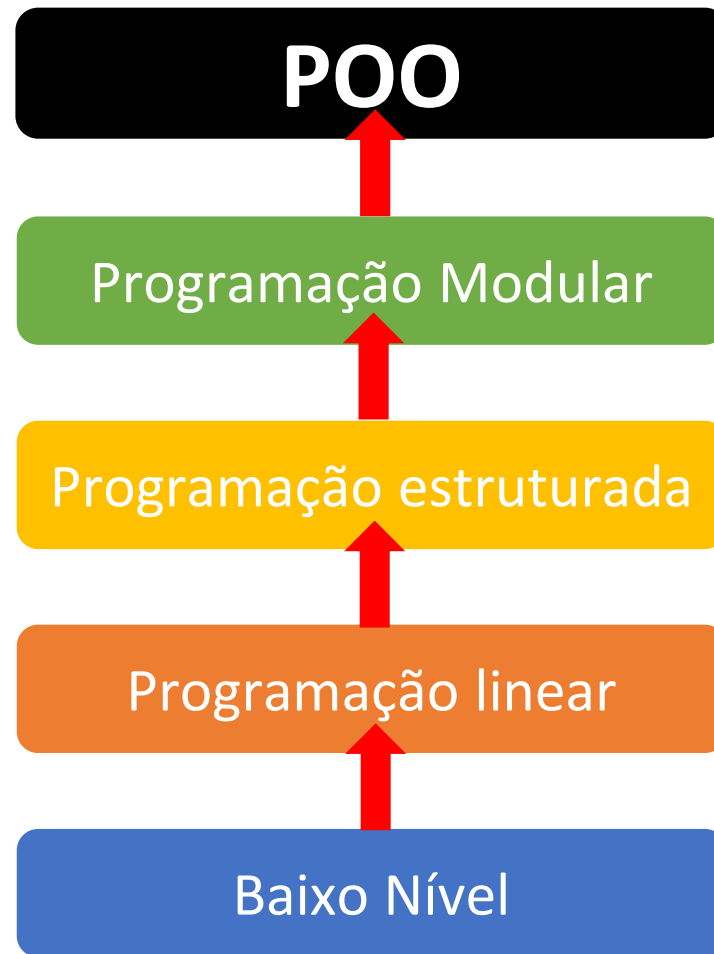 POO
Programação Modular
Programação estruturada
Programação linear
Baixo Nível